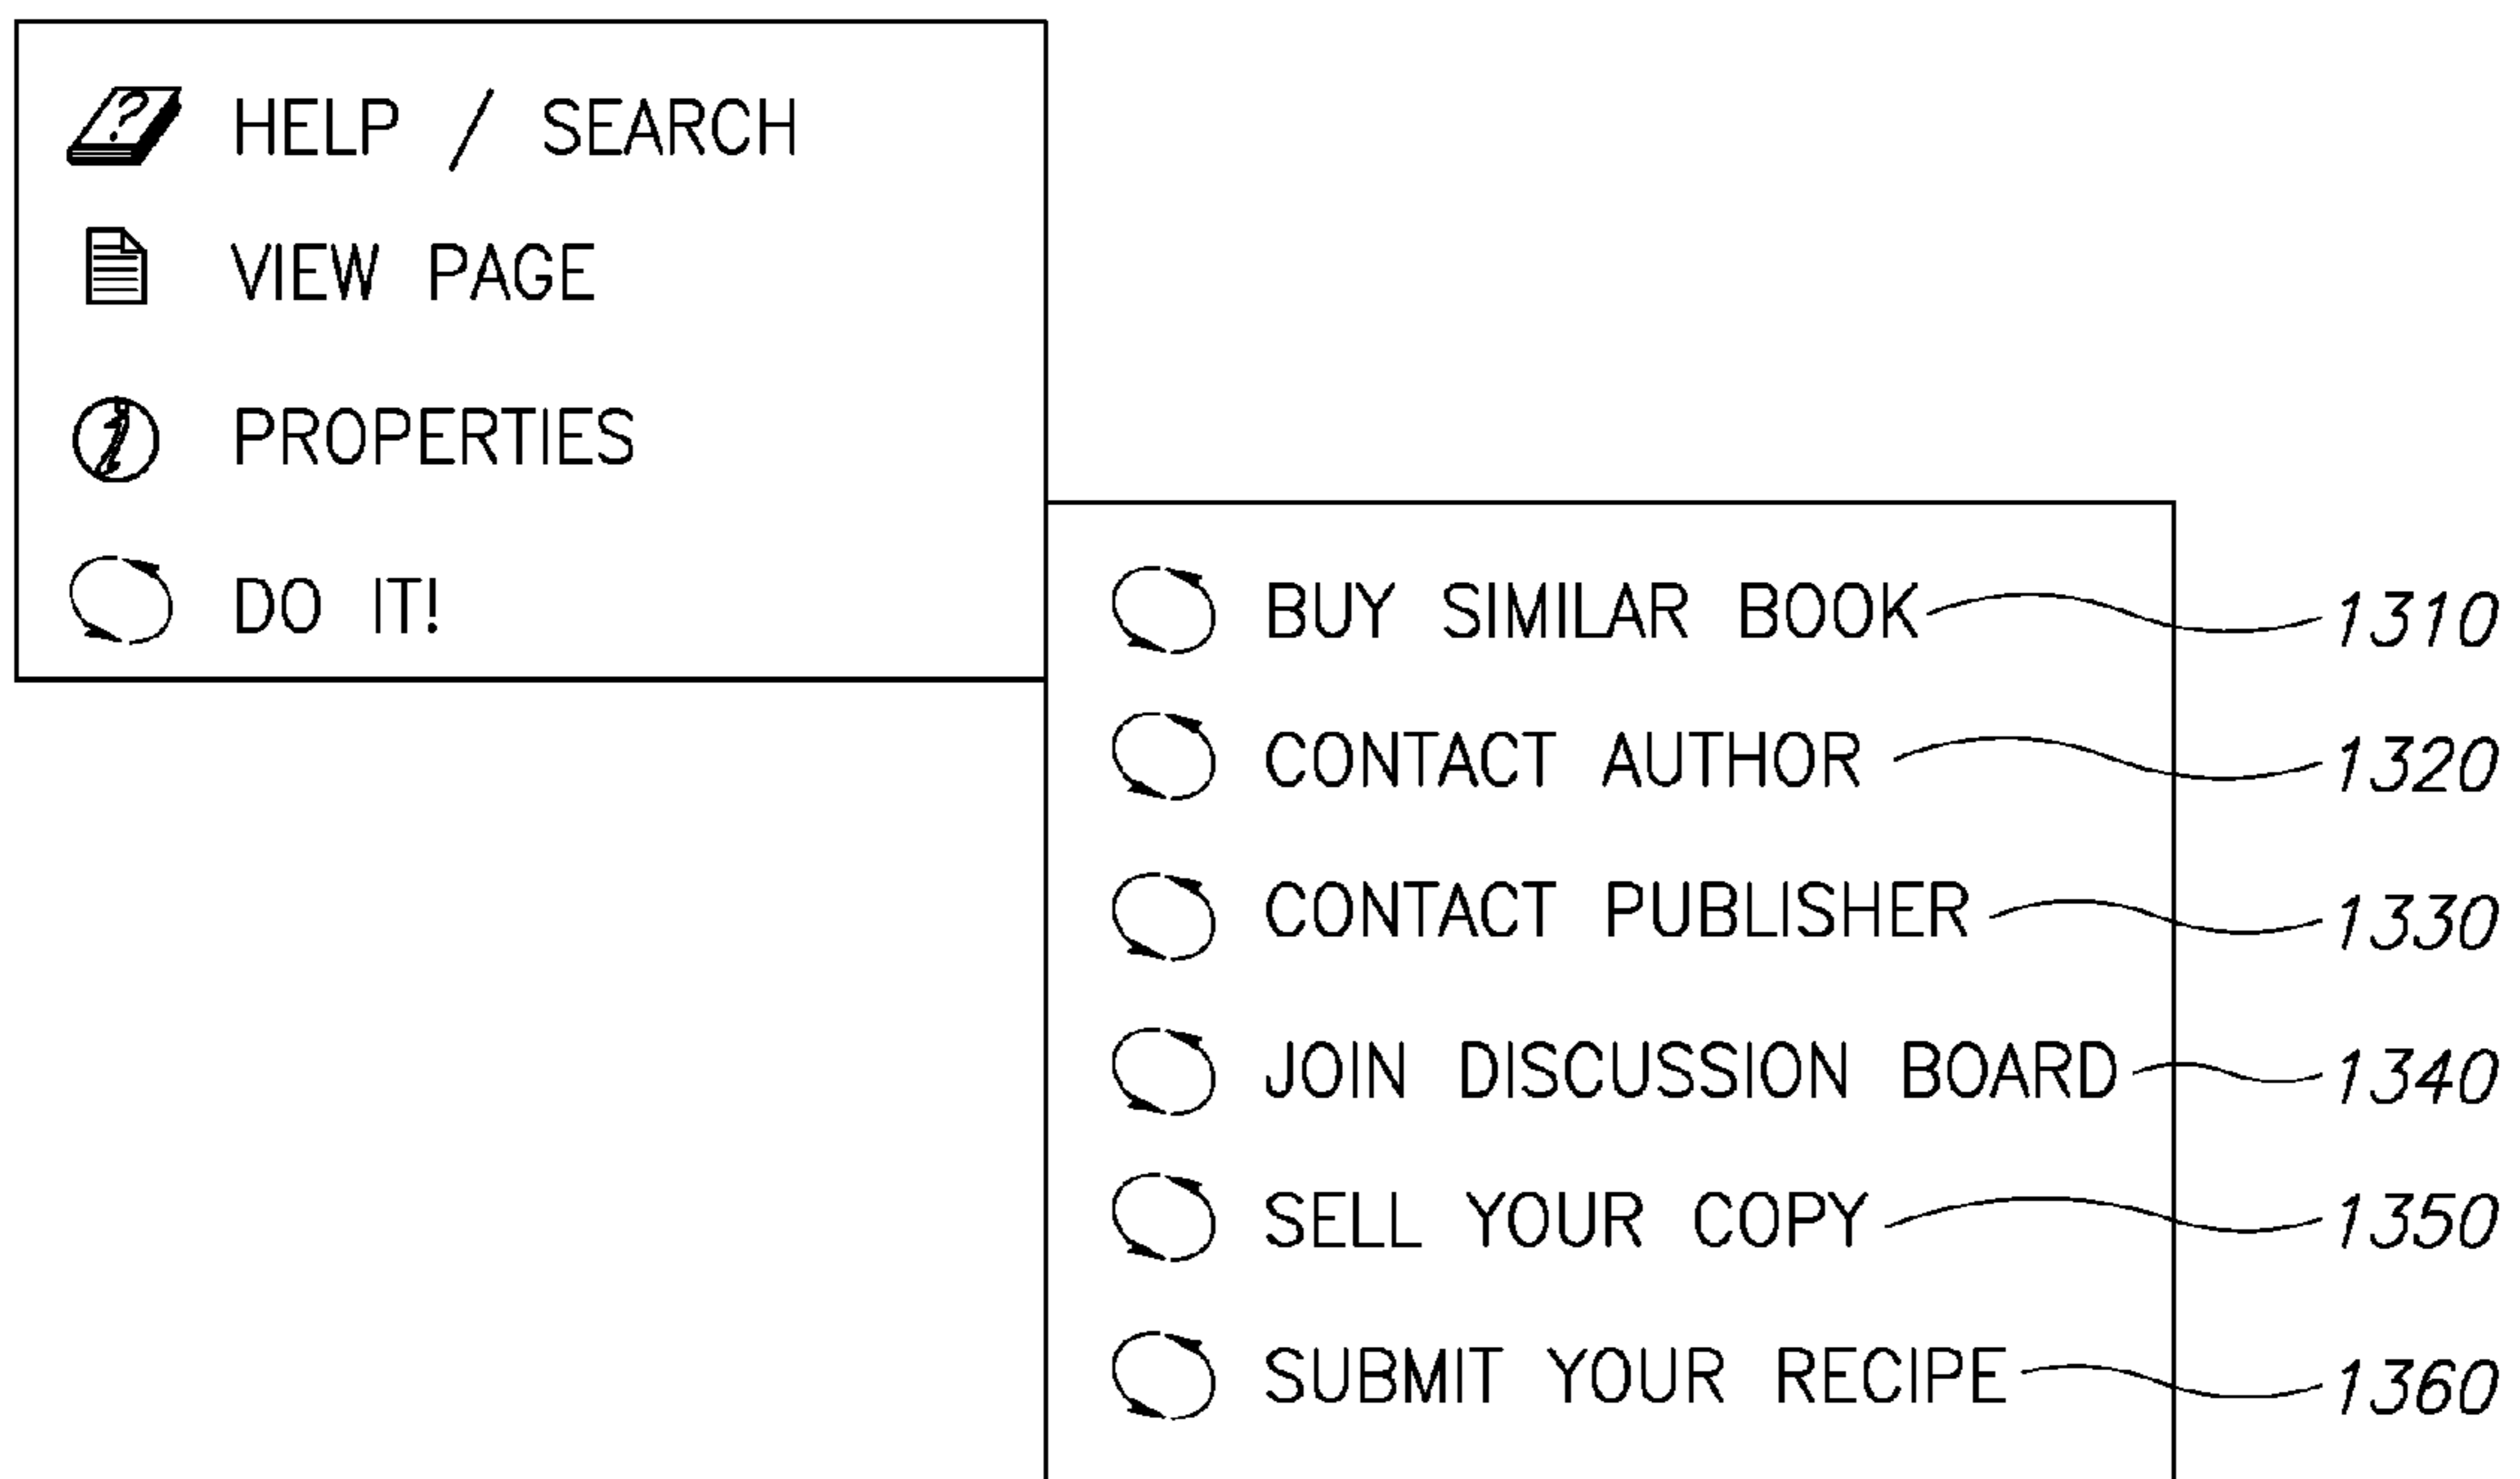 HELP / SEARCH
VIEW PAGE
PROPERTIES
DO IT!
BUY SIMILAR BOOK 1310
CONTACT AUTHOR 1320
CONTACT PUBLISHER 1330
JOIN DISCUSSION BOARD 1340
SELL YOUR COPY 1350
SUBMIT YOUR RECIPE 1360